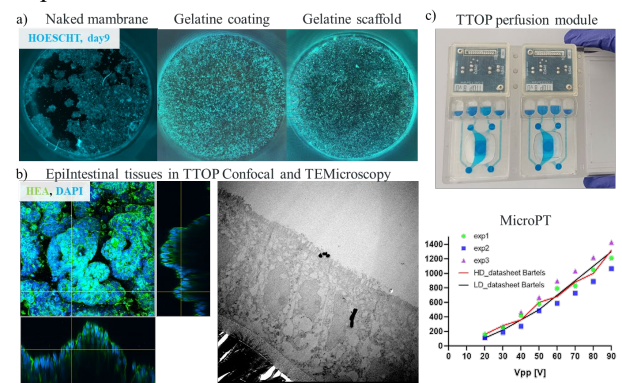 a) Naked mambrane Gelatine coating Gelatine scaffold
HOESCHT, day9
b) EpiIntestinal tissues in TTOP Confocal and TEMicroscopy
HEA, DAPI
c) TTOP perfusion module
MicroPT
exp1
exp2
exp3
HD_datasheet Bartels
LD_datasheet Bartels
1400
1200
1000
800
600
400
200
0
0 10 20 30 40 50 60 70 80 90
Vpp [V]